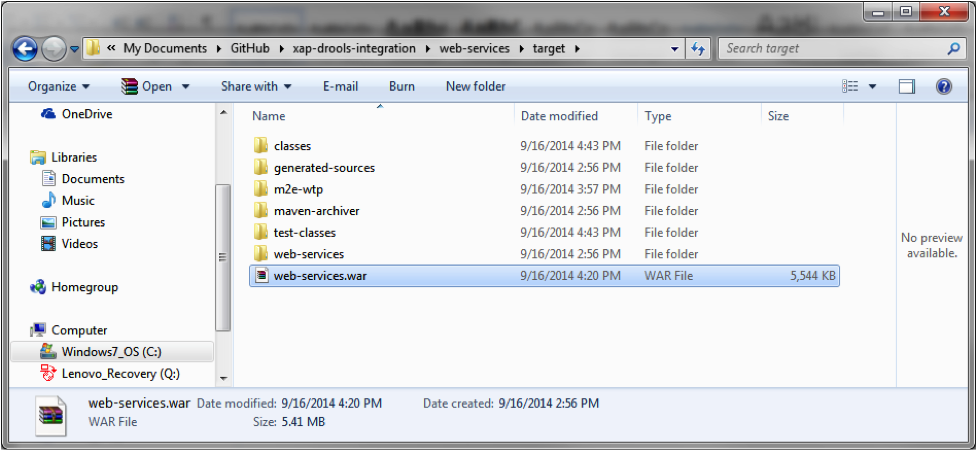 « My Documents GitHub xap-drools-integration web-services target Search target
Organize Open Share with E-mail Burn New folder
OneDrive
Libraries
Documents
Music
Pictures
Videos
Homegroup
Computer
Windows7_OS (C:)
Lenovo_Recovery (Q:)
Name Date modified Type Size
classes 9/16/2014 4:43 PM File folder
generated-sources 9/16/2014 2:56 PM File folder
m2e-wtp 9/16/2014 3:57 PM File folder
maven-archiver 9/16/2014 2:56 PM File folder
test-classes 9/16/2014 4:43 PM File folder
web-services 9/16/2014 2:56 PM File folder
web-services.war 9/16/2014 4:20 PM WAR File 5,544 KB
No preview
available.
web-services.war Date modified: 9/16/2014 4:20 PM Date created: 9/16/2014 2:56 PM
WAR File Size: 5.41 MB